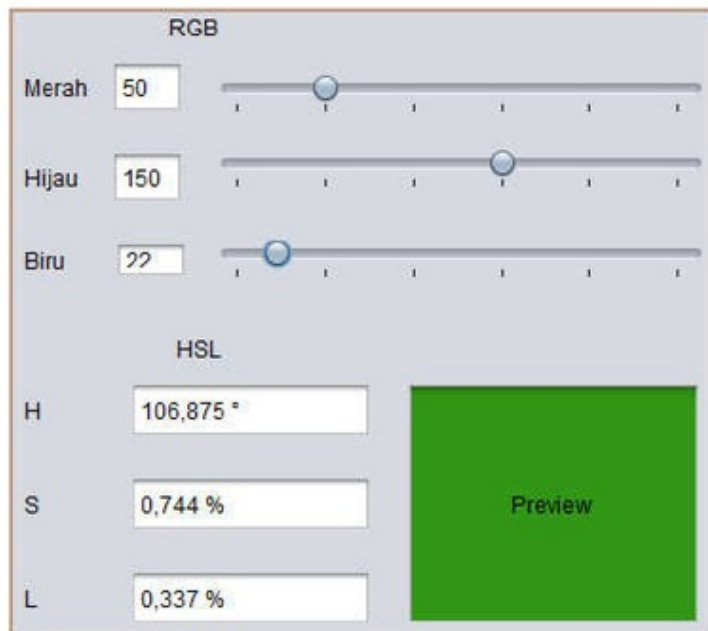 RGB
Merah 50
Hijau 150
Biru 22
HSL
H 106,875 °
S 0,744 %
Preview
L 0,337 %